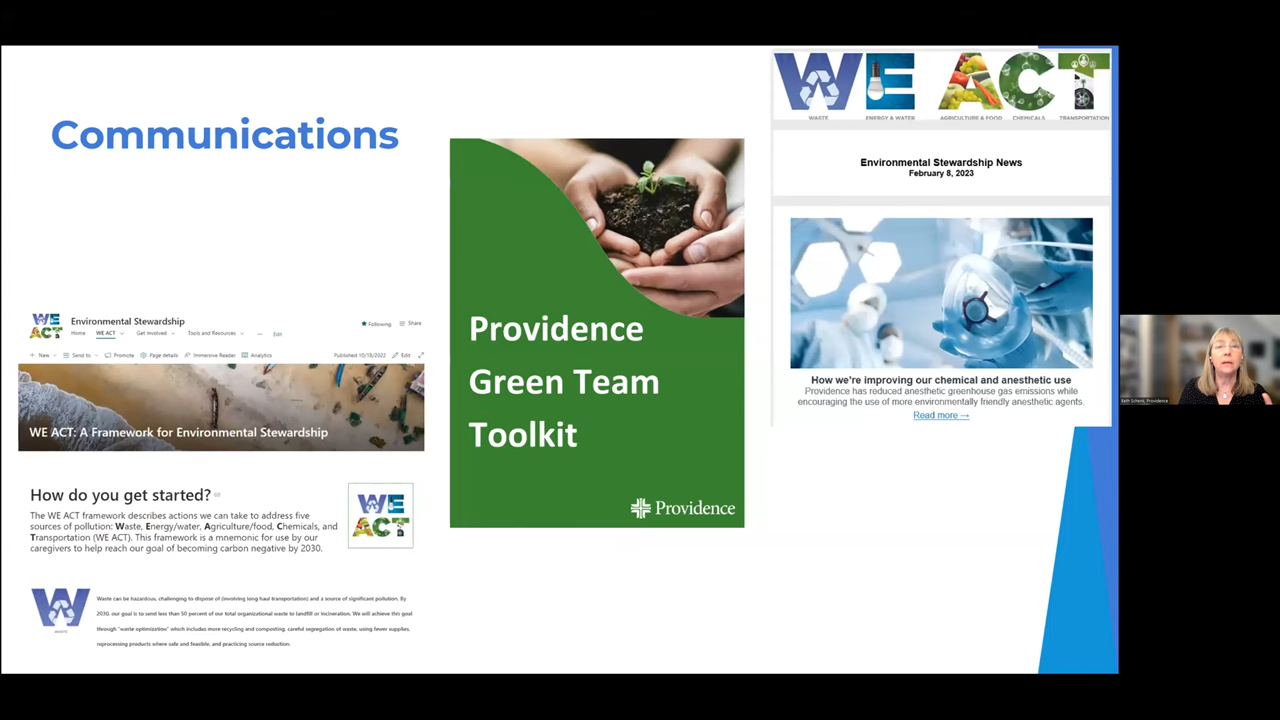 Communications
WE ACT
Environmental Stewardship
Home WE ACT Get Involved Tools and Resources ... Edit
Following Share
+ New Send to Promote Page details Immersive Reader Analytics Published 10/18/2022 Edit
WE ACT: A Framework for Environmental Stewardship
How do you get started?
The WE ACT framework describes actions we can take to address five
sources of pollution: Waste, Energy/water, Agriculture/food, Chemicals, and
Transportation (WE ACT). This framework is a mnemonic for use by our
caregivers to help reach our goal of becoming carbon negative by 2030.
WE
ACT
W
WASTE
Waste can be hazardous, challenging to dispose of (involving long haul transportation) and a source of significant pollution. By
2030, our goal is to send less than 50 percent of our total organizational waste to landfill or incineration. We will achieve this goal
through "waste optimization" which includes more recycling and composting, careful segregation of waste, using fewer supplies,
reprocessing products where safe and feasible, and practicing source reduction.
Providence
Green Team
Toolkit
Providence
WE ACT
WASTE ENERGY & WATER AGRICULTURE & FOOD CHEMICALS TRANSPORTATION
Environmental Stewardship News
February 8, 2023
How we're improving our chemical and anesthetic use
Providence has reduced anesthetic greenhouse gas emissions while
encouraging the use of more environmentally friendly anesthetic agents.
Read more →
Beth Schenk, Providence